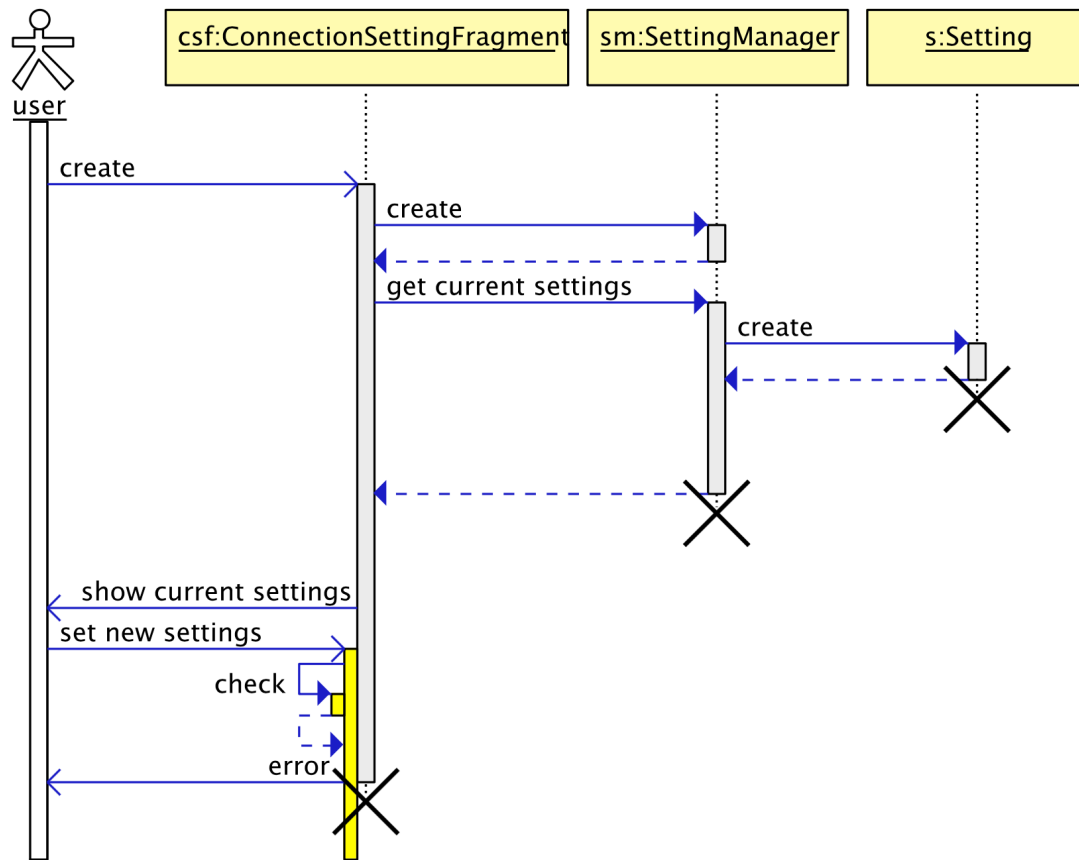 csf:ConnectionSettingFragment
sm:SettingManager
s:Setting
user
create
create
get current settings
create
show current settings
set new settings
check
error